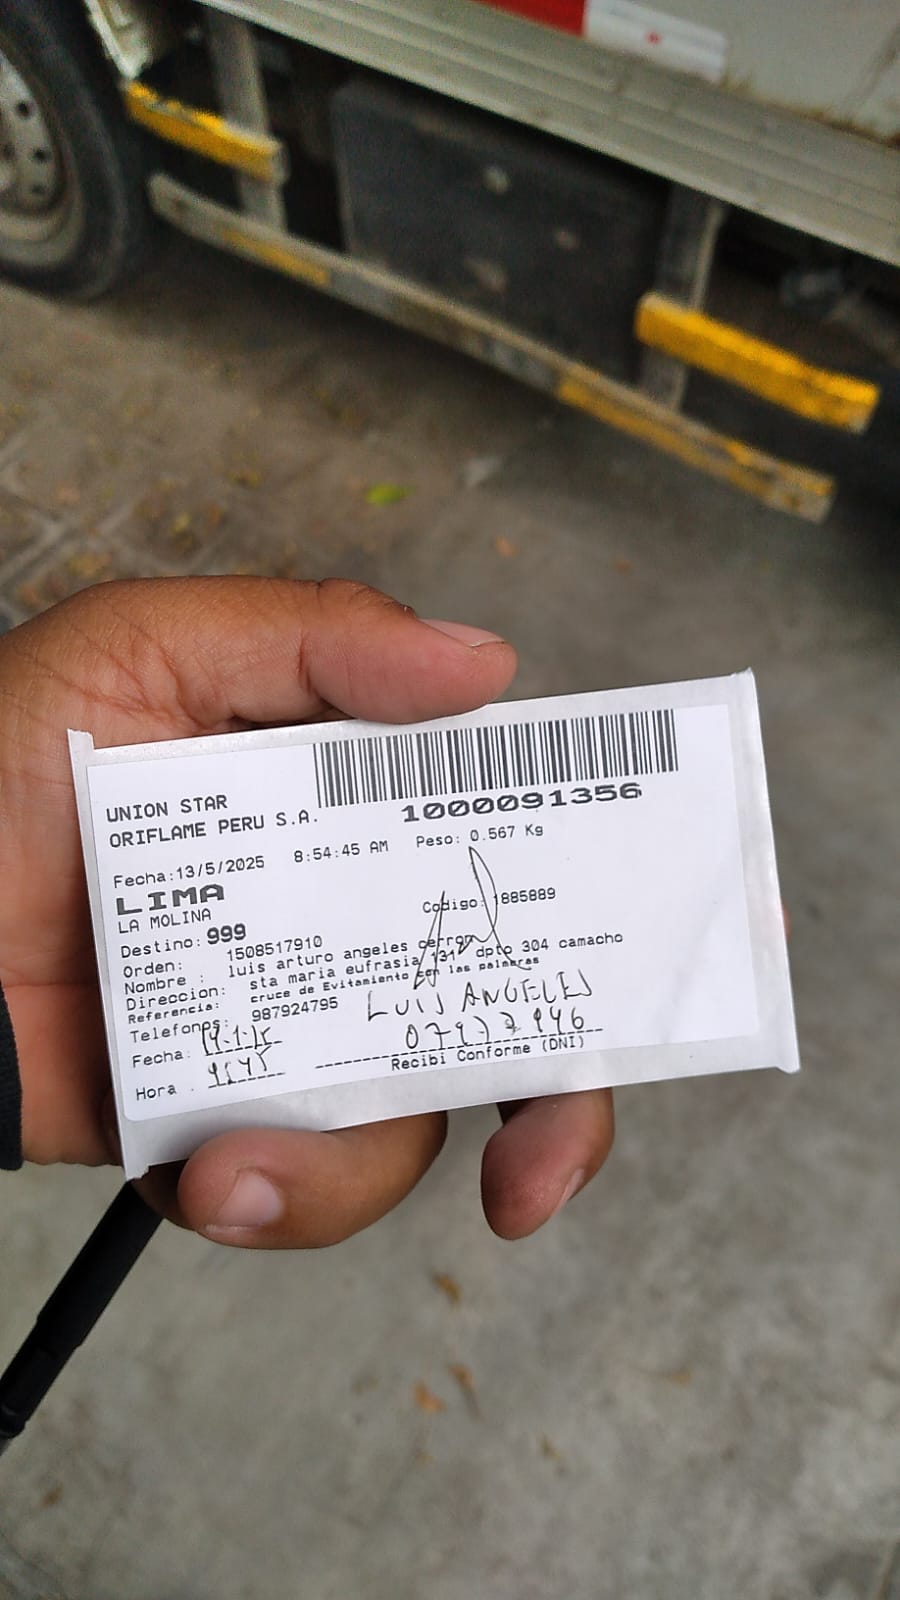 UNION STAR
ORIFLAME PERU S.A.
1000091356
Fecha:13/5/2025 8:54:45 AM Peso: 0.567 Kg
LIMA
LA MOLINA
Codigo: 1885889
Destino: 999
Orden: 1508517910
Nombre : luis arturo angeles cerron
Direccion: sta maria eufrasia 131 dpto 304 camacho
Referencia: cruce de Evitamiento con las palmeras
Telefonos: 987924795
LUIS ANGELES
Fecha:
Hora :
Recibi Conforme (DNI)